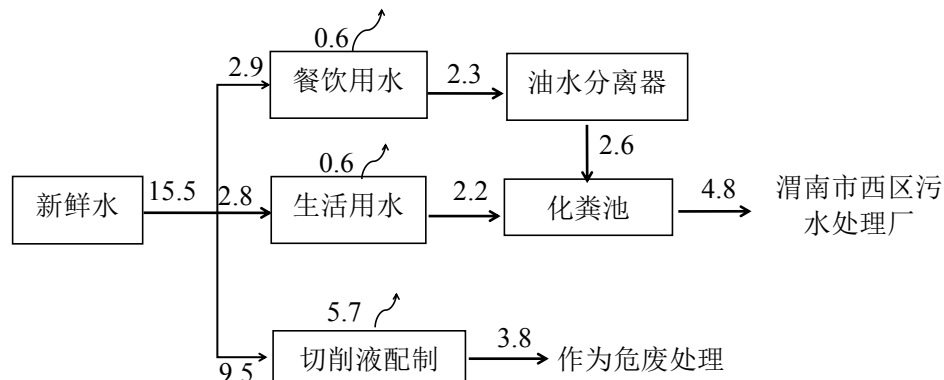 0.6
2.9
餐饮用水
2.3
油水分离器
2.6
新鲜水
15.5
2.8
0.6
生活用水
2.2
化粪池
4.8
渭南市西区污
水处理厂
5.7
9.5
切削液配制
3.8
作为危废处理